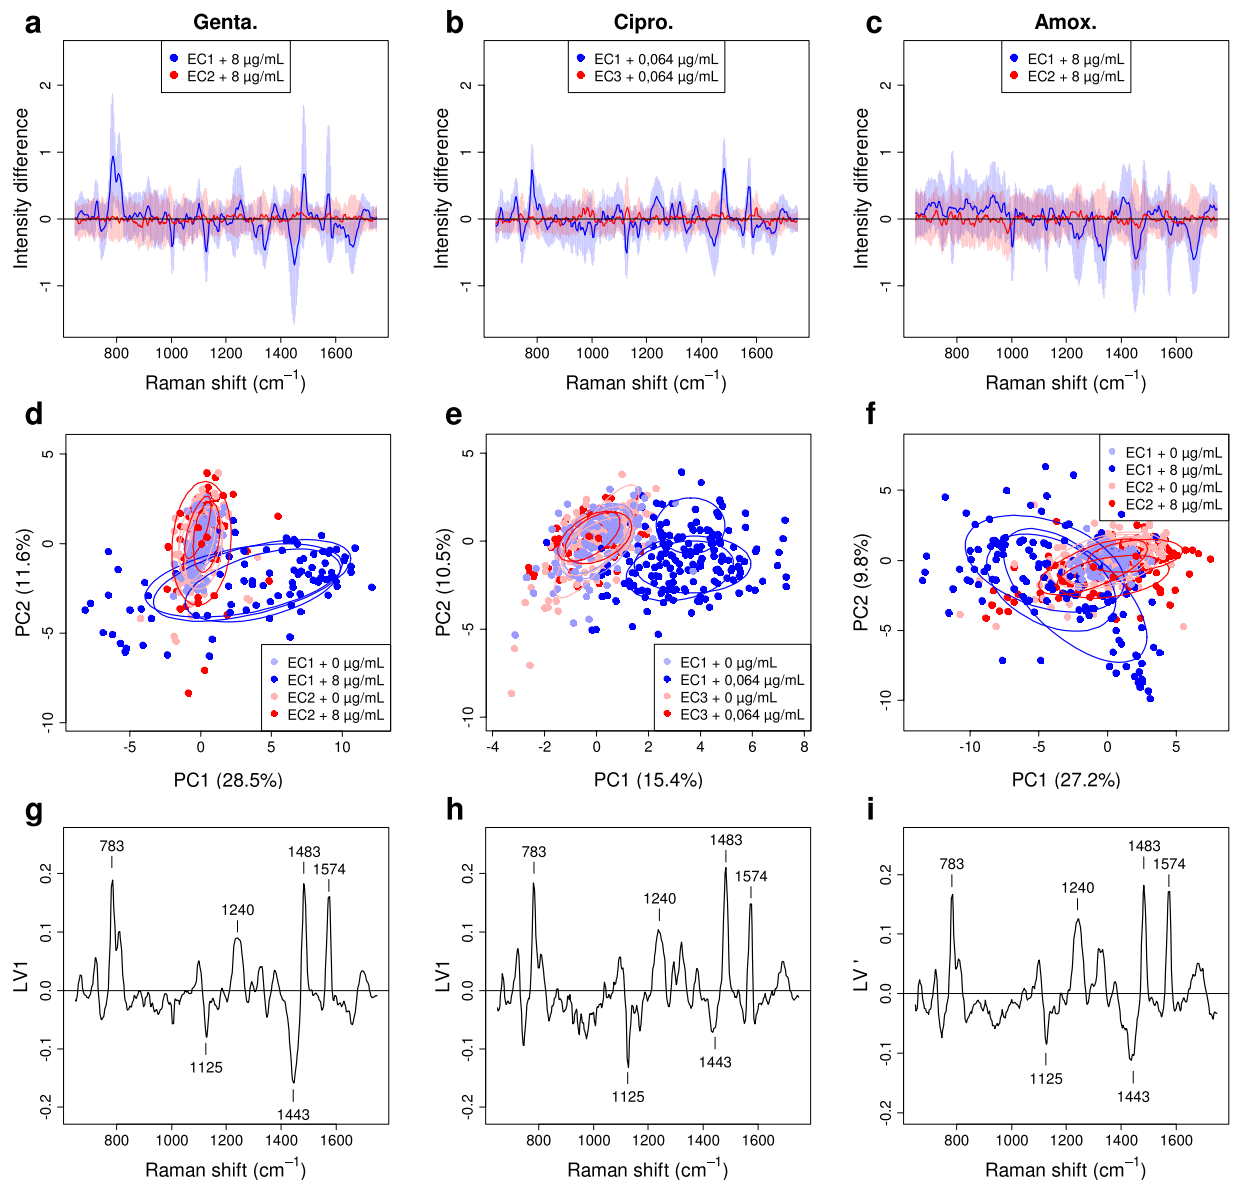 a Genta.
EC1 + 8 µg/mL
EC2 + 8 µg/mL
2
1
0
-1
Intensity difference
800 1000 1200 1400 1600
Raman shift (cm−1)
b Cipro.
EC1 + 0,064 µg/mL
EC3 + 0,064 µg/mL
2
1
0
-1
Intensity difference
800 1000 1200 1400 1600
Raman shift (cm−1)
c Amox.
EC1 + 8 µg/mL
EC2 + 8 µg/mL
2
1
0
-1
Intensity difference
800 1000 1200 1400 1600
Raman shift (cm−1)
d
5
0
-5
-10
PC2 (11.6%)
EC1 + 0 µg/mL
EC1 + 8 µg/mL
EC2 + 0 µg/mL
EC2 + 8 µg/mL
-5 0 5 10
PC1 (28.5%)
e
5
0
-5
-10
PC2 (10.5%)
EC1 + 0 µg/mL
EC1 + 0,064 µg/mL
EC3 + 0 µg/mL
EC3 + 0,064 µg/mL
-4 -2 0 2 4 6 8
PC1 (15.4%)
f
EC1 + 0 µg/mL
EC1 + 8 µg/mL
EC2 + 0 µg/mL
EC2 + 8 µg/mL
5
0
-5
-10
PC2 (9.8%)
-10 -5 0 5
PC1 (27.2%)
g
783
1483
1574
1240
1125
1443
0.2
0.1
0.0
-0.1
-0.2
LV1
800 1000 1200 1400 1600
Raman shift (cm−1)
h
1483
783
1574
1240
1443
1125
0.2
0.1
0.0
-0.1
-0.2
LV1
800 1000 1200 1400 1600
Raman shift (cm−1)
i
1483
783
1574
1240
1125
1443
0.2
0.1
0.0
-0.1
-0.2
LV '
800 1000 1200 1400 1600
Raman shift (cm−1)